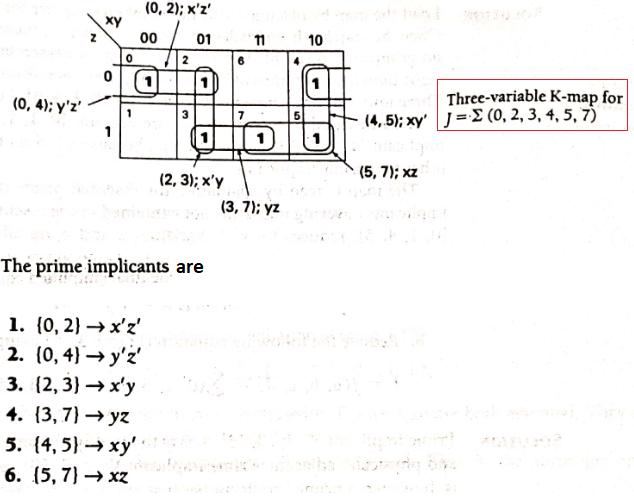 (0, 2); x'z'
xy
z 00 01 11 10
0 2 6 4
0 1 1 1
(0, 4); y'z'
1 3 7 5
1 1 1 1
(4, 5); xy'
Three-variable K-map for
J = Σ (0, 2, 3, 4, 5, 7)
(5, 7); xz
(2, 3); x'y
(3, 7); yz
The prime implicants are
1. {0, 2} → x'z'
2. {0, 4} → y'z'
3. {2, 3} → x'y
4. {3, 7} → yz
5. {4, 5} → xy'
6. {5, 7} → xz